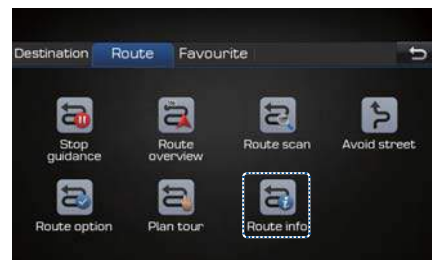 Destination Route Favourite
Stop guidance
Route overview
Route scan
Avoid street
Route option
Plan tour
Route info